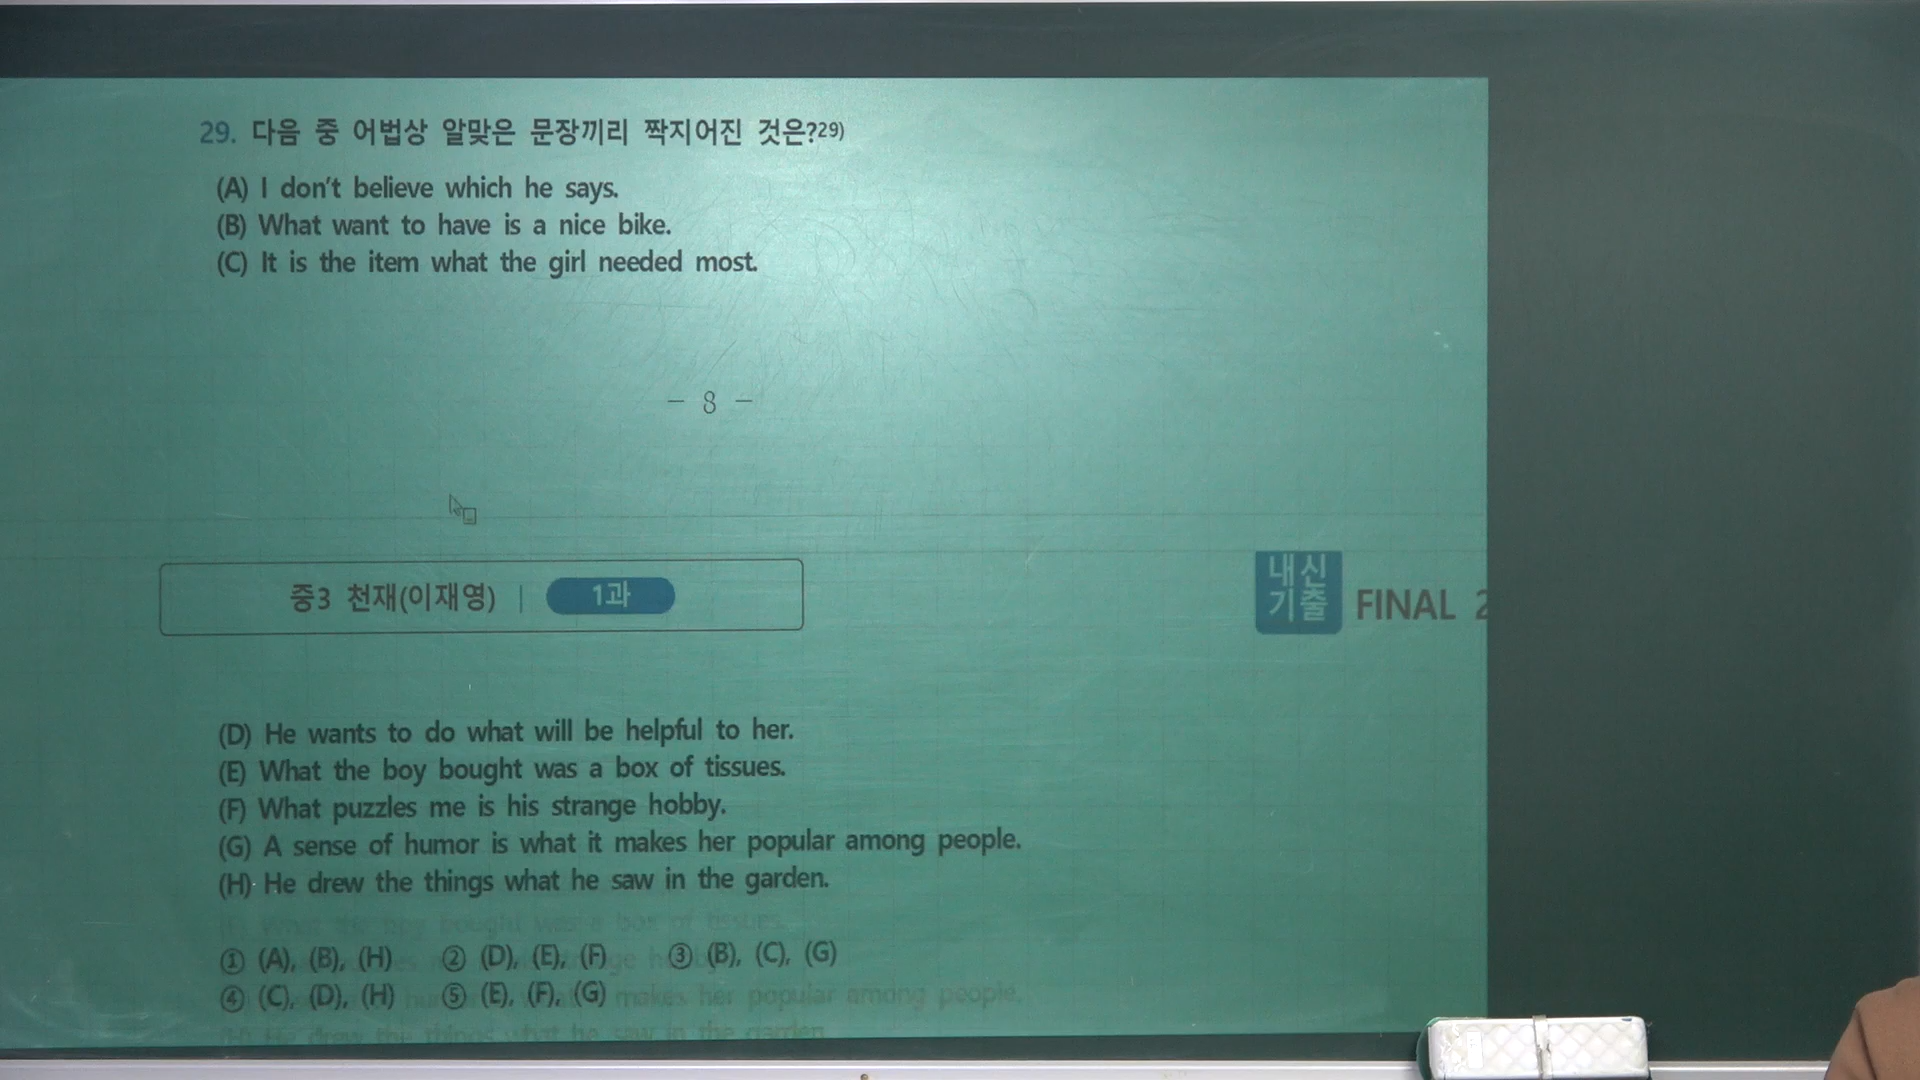 29. 다음 중 어법상 알맞은 문장끼리 짝지어진 것은?29)
(A) I don't believe which he says.
(B) What want to have is a nice bike.
(C) It is the item what the girl needed most.
- 8 -
중3 천재(이재영) | 1과
내신
기출
FINAL 2
(D) He wants to do what will be helpful to her.
(E) What the boy bought was a box of tissues.
(F) What puzzles me is his strange hobby.
(G) A sense of humor is what it makes her popular among people.
(H) He drew the things what he saw in the garden.
① (A), (B), (H) ② (D), (E), (F) ③ (B), (C), (G)
④ (C), (D), (H) ⑤ (E), (F), (G)